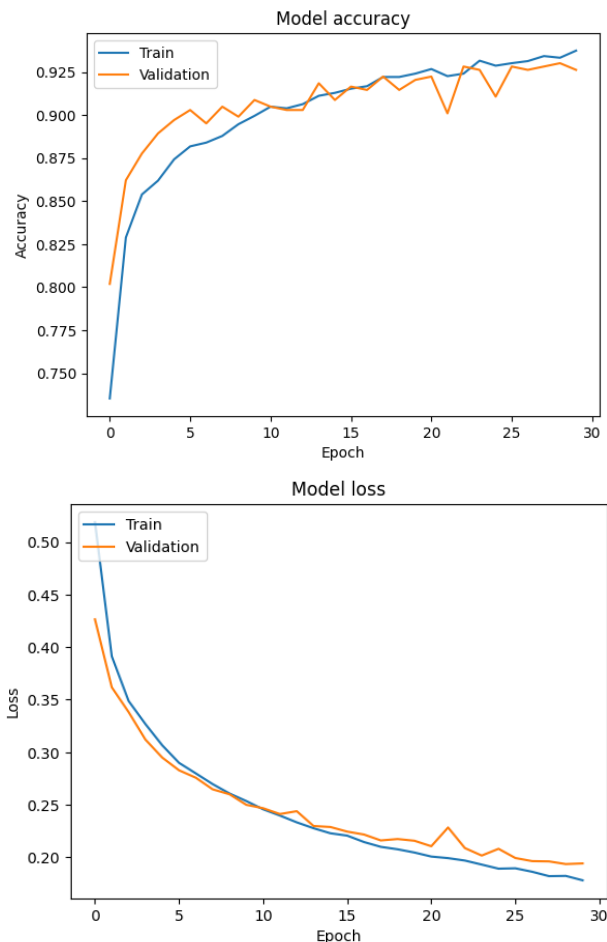 Model accuracy
Train
Validation
0.925
0.900
0.875
0.850
0.825
0.800
0.775
0.750
Accuracy
0 5 10 15 20 25 30
Epoch
Model loss
Train
Validation
0.50
0.45
0.40
0.35
0.30
0.25
0.20
Loss
0 5 10 15 20 25 30
Epoch